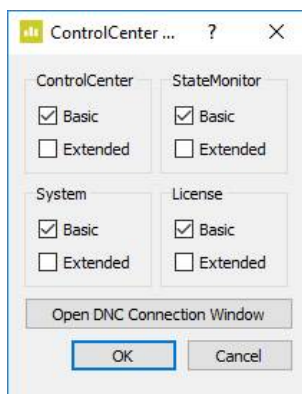 ControlCenter ... ?
ControlCenter StateMonitor
Basic Basic
Extended Extended
System License
Basic Basic
Extended Extended
Open DNC Connection Window
OK Cancel